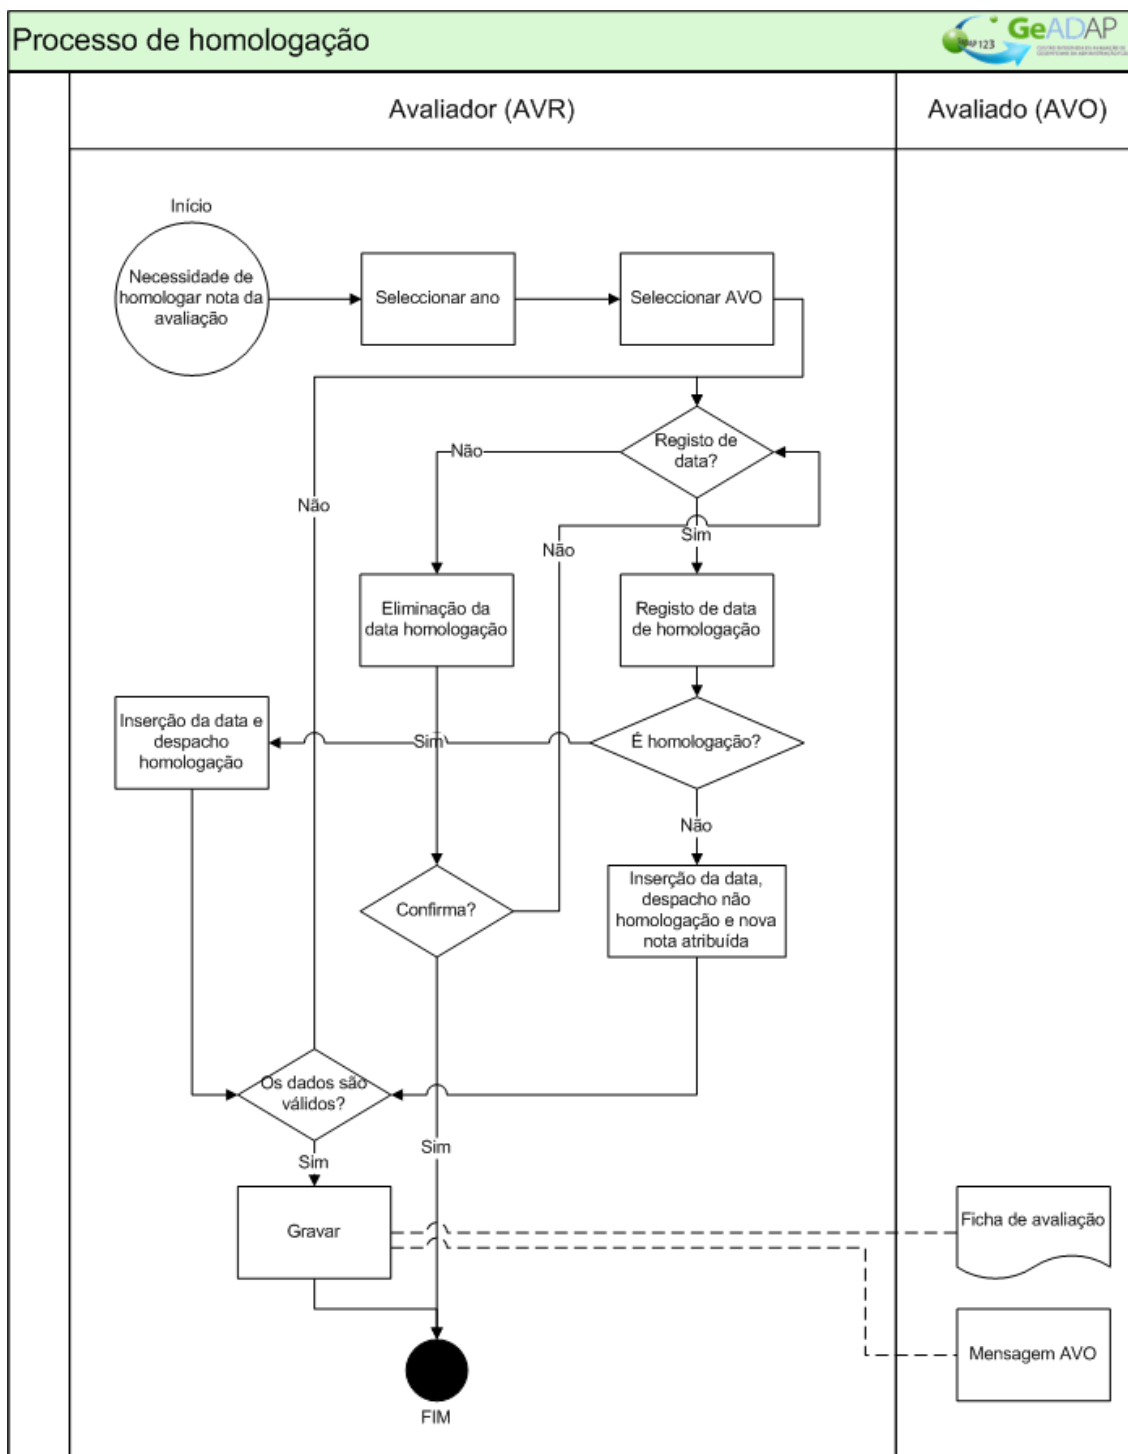 Processo de homologação
GeADAP
123
Avaliador (AVR)
Avaliado (AVO)
Início
Necessidade de
homologar nota da
avaliação
Seleccionar ano
Seleccionar AVO
Registo de
data?
Não
Não
Sim
Não
Eliminação da
data homologação
Registo de data
de homologação
Inserção da data e
despacho
homologação
Sim
É homologação?
Não
Confirma?
Inserção da data,
despacho não
homologação e nova
nota atribuída
Os dados são
válidos?
Sim
Sim
Gravar
Ficha de avaliação
Mensagem AVO
FIM